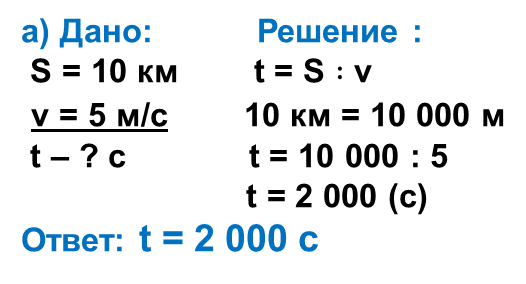 а) Дано: Решение :
S = 10 км t = S : v
v = 5 м/с 10 км = 10 000 м
t – ? с t = 10 000 : 5
t = 2 000 (с)
Ответ: t = 2 000 с